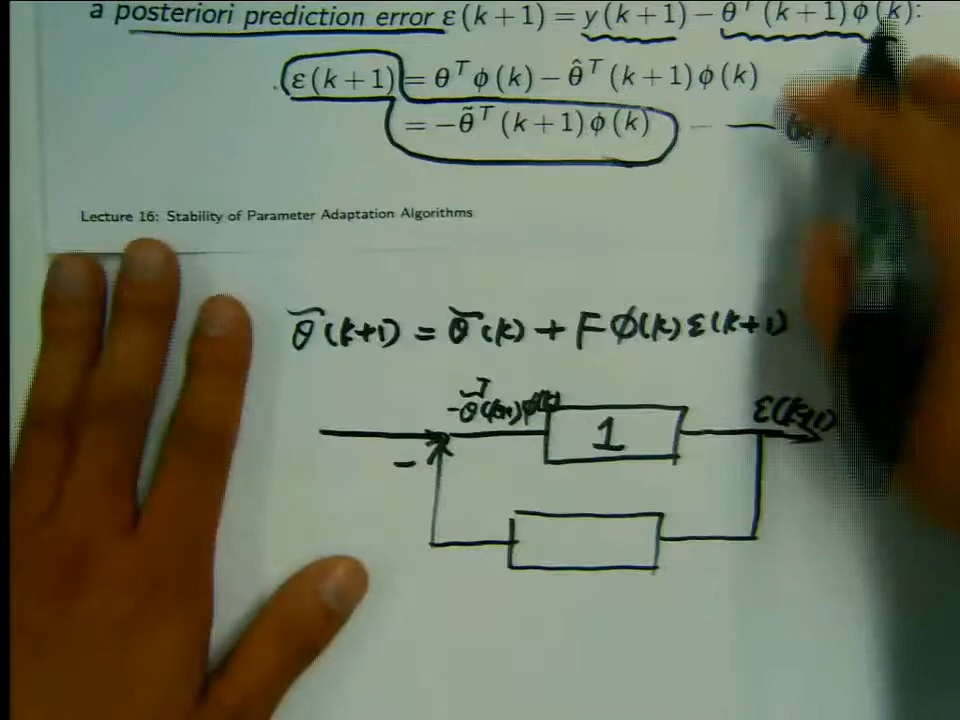 a posteriori prediction error ε(k+1) = y(k+1) − θ̂ᵀ(k+1)ϕ(k):
ε(k+1) = θᵀϕ(k) − θ̂ᵀ(k+1)ϕ(k)
= −θ̃ᵀ(k+1)ϕ(k)
Lecture 16: Stability of Parameter Adaptation Algorithms
θ̃(k+1) = θ̃(k) + Fϕ(k)ε(k+1)
−θ̃ᵀ(k+1)ϕ(k)
ε(k+1)
1
−